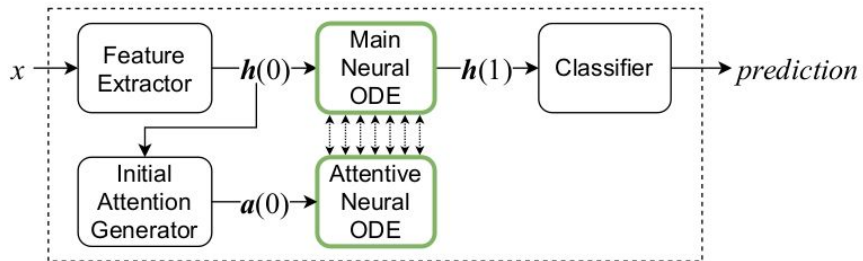 x
Feature
Extractor
h(0)
Main
Neural
ODE
h(1)
Classifier
prediction
Initial
Attention
Generator
a(0)
Attentive
Neural
ODE